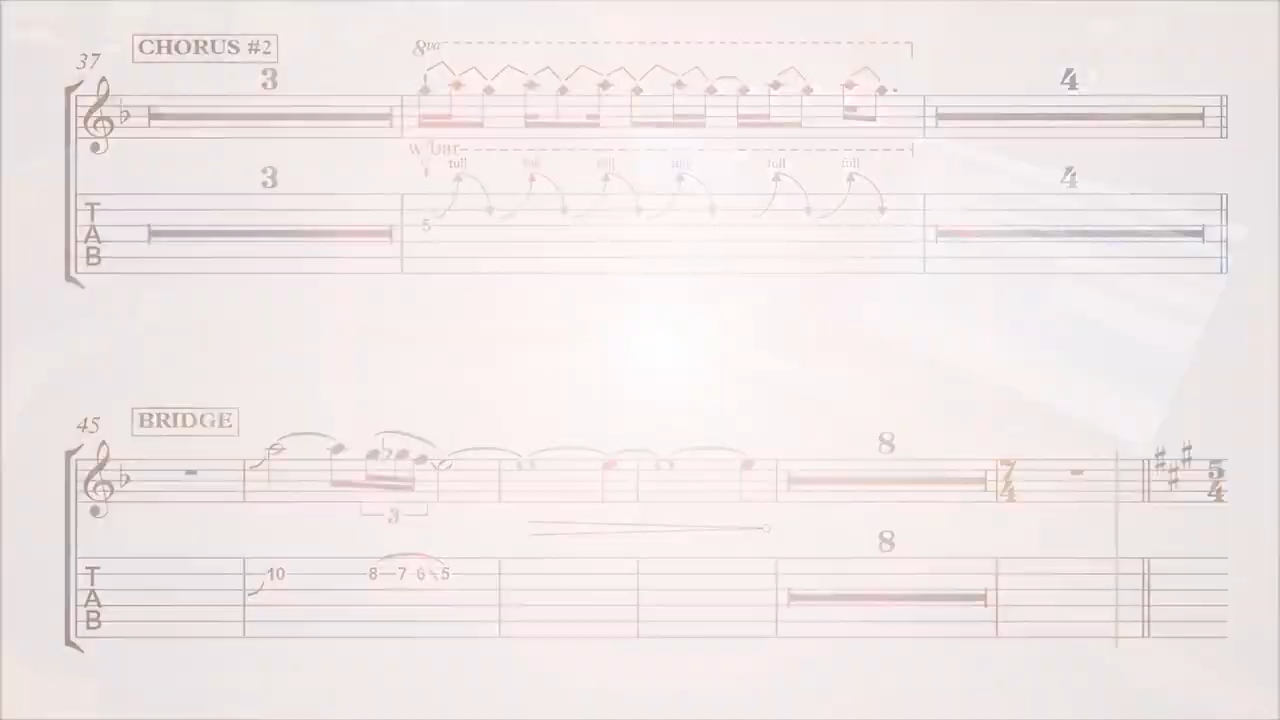 37 CHORUS #2
3 8va 4
w/bar
3 full full full full full full 4
T
A 5
B
45 BRIDGE
8 7 4 5 4
3
8
T 10 8 7 6 5
A
B